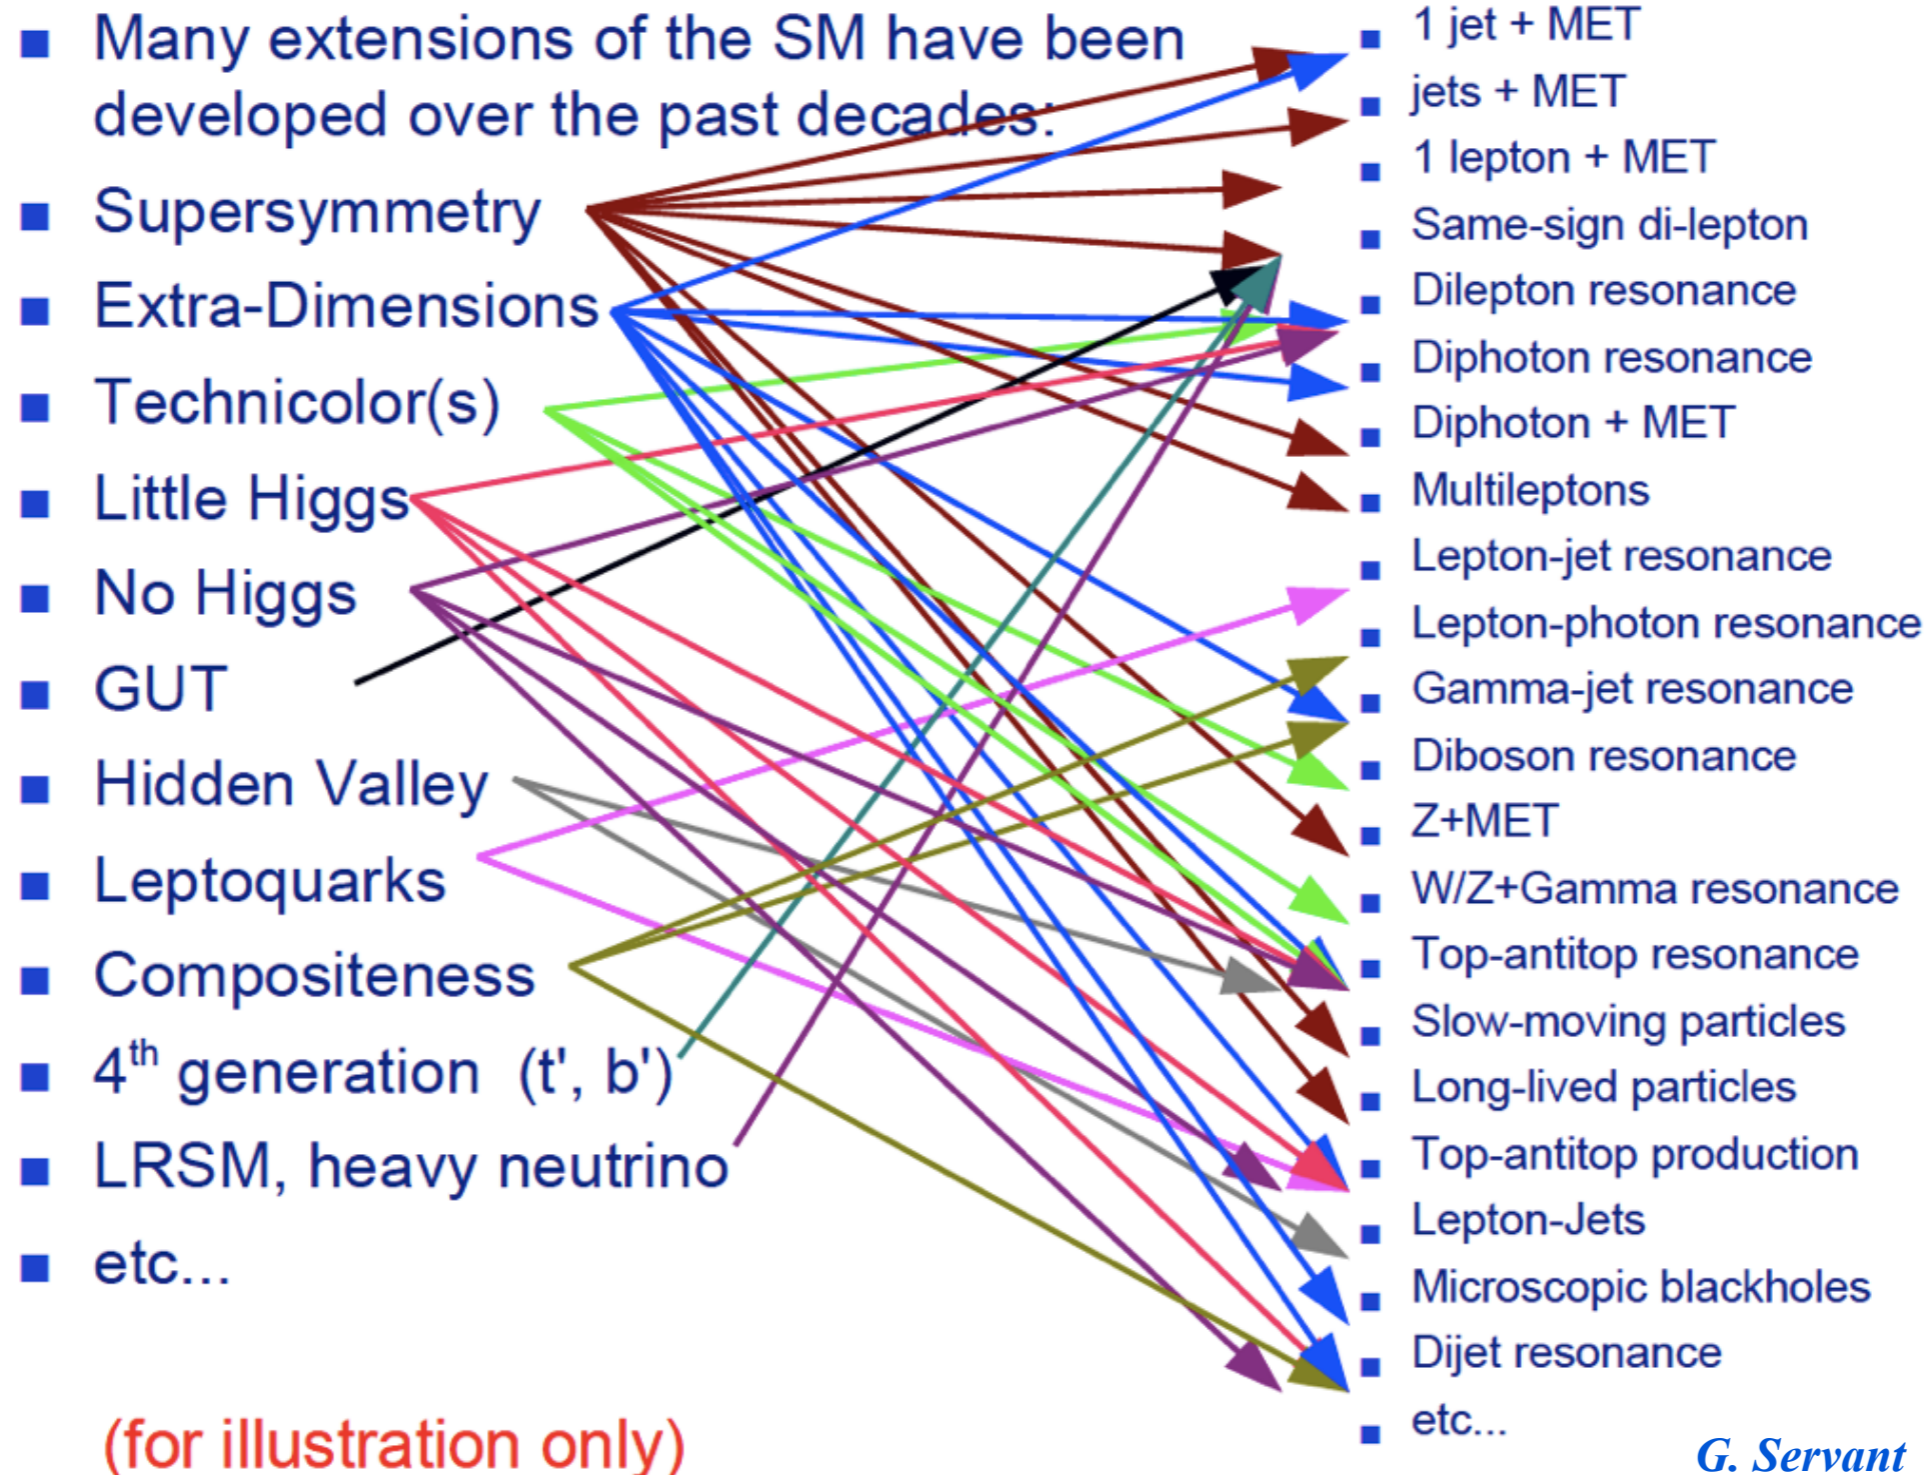 Many extensions of the SM have been
developed over the past decades:
Supersymmetry
Extra-Dimensions
Technicolor(s)
Little Higgs
No Higgs
GUT
Hidden Valley
Leptoquarks
Compositeness
4th generation (t', b')
LRSM, heavy neutrino
etc...
(for illustration only)
1 jet + MET
jets + MET
1 lepton + MET
Same-sign di-lepton
Dilepton resonance
Diphoton resonance
Diphoton + MET
Multileptons
Lepton-jet resonance
Lepton-photon resonance
Gamma-jet resonance
Diboson resonance
Z+MET
W/Z+Gamma resonance
Top-antitop resonance
Slow-moving particles
Long-lived particles
Top-antitop production
Lepton-Jets
Microscopic blackholes
Dijet resonance
etc...
G. Servant